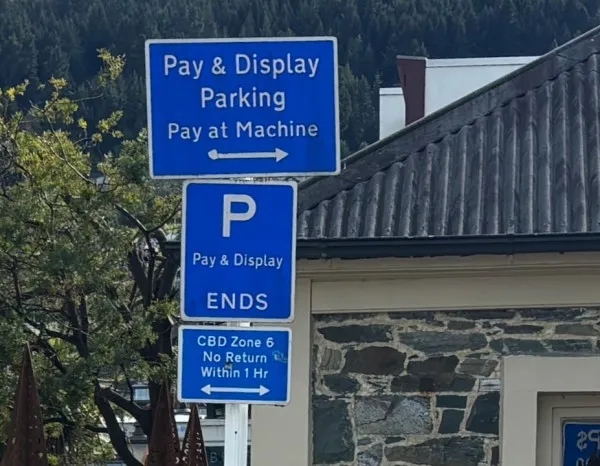 Pay & Display
Parking
Pay at Machine
P
Pay & Display
ENDS
CBD Zone 6
No Return
Within 1 Hr